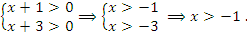 {x + 1 > 0 ⟹ {x > −1 ⟹ x > −1 .
{x + 3 > 0 {x > −3